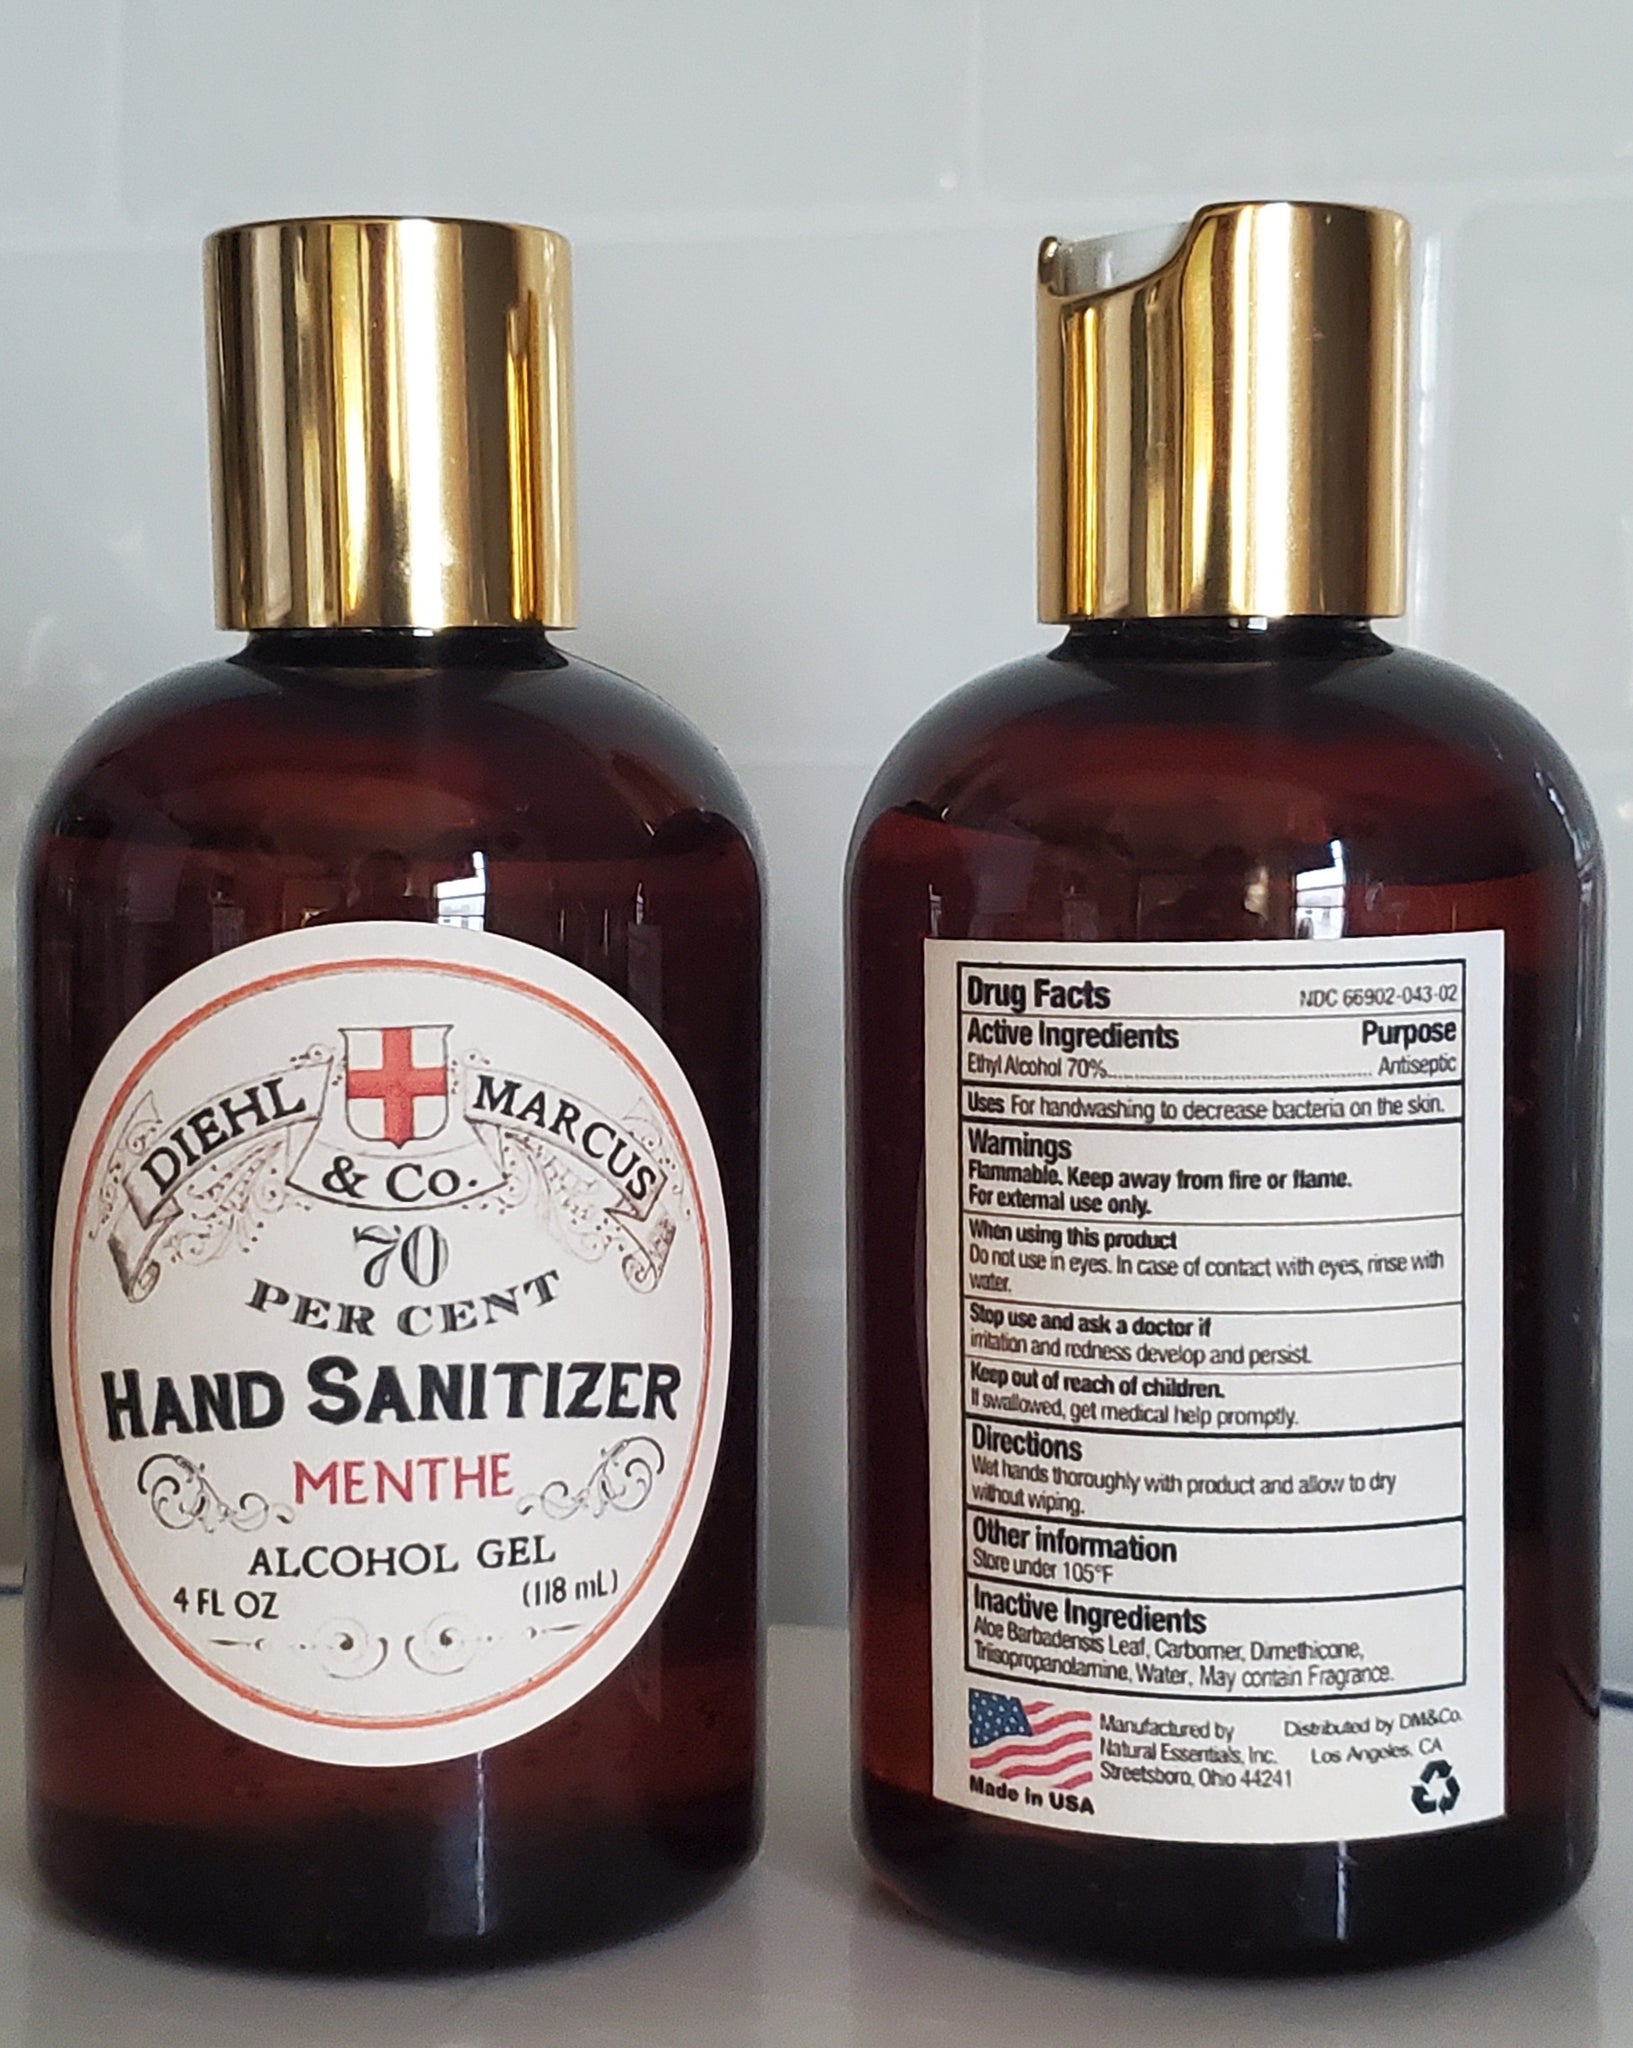 DIEHL MARCUS
& Co.
70
PER CENT
HAND SANITIZER
MENTHE
ALCOHOL GEL
4 FL OZ (118 mL)
Drug Facts NDC 66902-043-02
Active Ingredients Purpose
Ethyl Alcohol 70%.......................................... Antiseptic
Uses For handwashing to decrease bacteria on the skin.
Warnings
Flammable. Keep away from fire or flame.
For external use only.
When using this product
Do not use in eyes. In case of contact with eyes, rinse with
water.
Stop use and ask a doctor if
irritation and redness develop and persist.
Keep out of reach of children.
If swallowed, get medical help promptly.
Directions
Wet hands thoroughly with product and allow to dry
without wiping.
Other information
Store under 105°F
Inactive Ingredients
Aloe Barbadensis Leaf, Carbomer, Dimethicone,
Triisopropanolamine, Water, May contain Fragrance.
Made in USA
Manufactured by
Natural Essentials, Inc.
Streetsboro, Ohio 44241
Distributed by DM&Co.
Los Angeles, CA